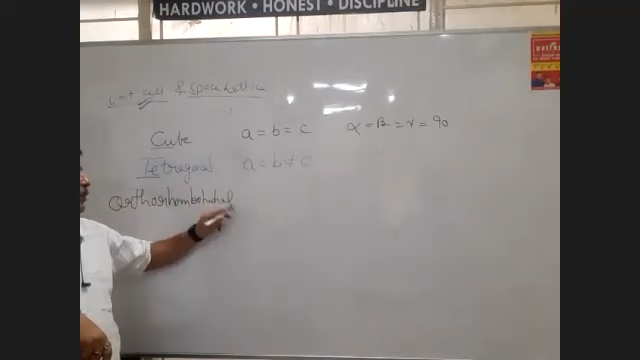 HARDWORK · HONEST · DISCIPLINE
unit cell & space lattice
Cube a = b = c α = β = γ = 90
Tetragonal a = b ≠ c
Orthorhombohedral